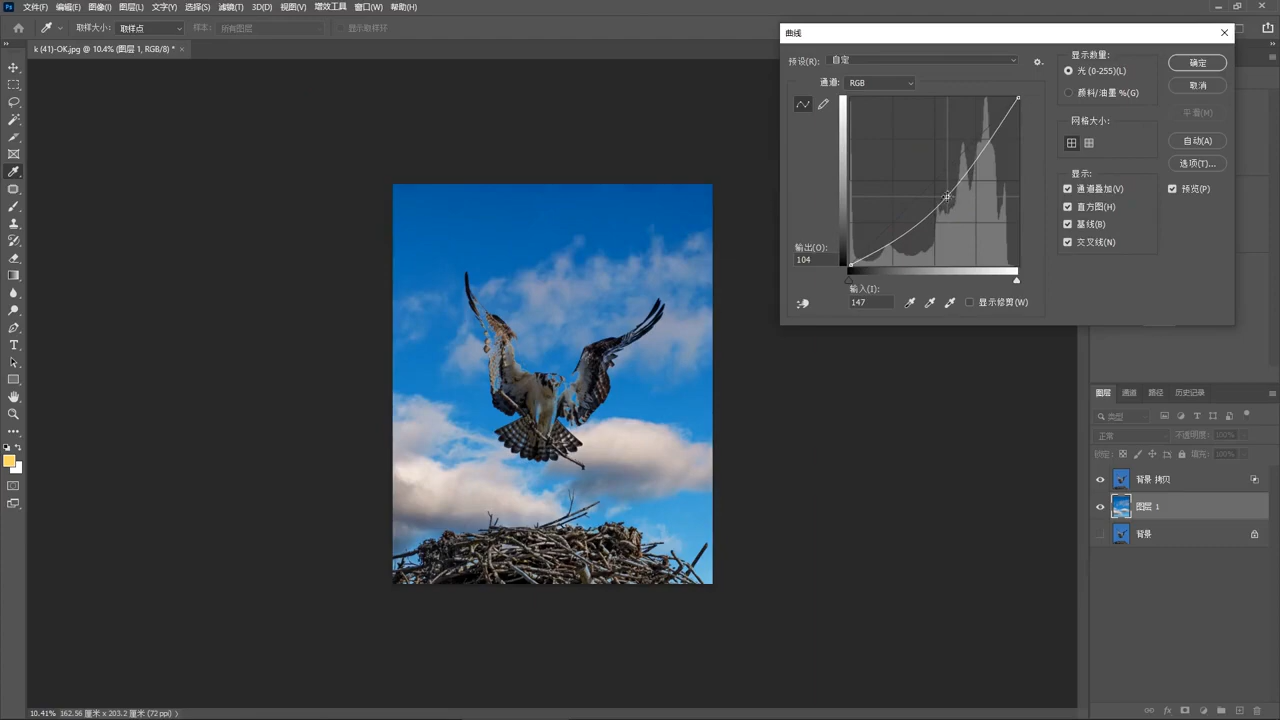 Ps 文件(F) 编辑(E) 图像(I) 图层(L) 文字(Y) 选择(S) 滤镜(T) 3D(D) 视图(V) 增效工具 窗口(W) 帮助(H)
取样大小: 取样点 样本: 所有图层 显示取样环
k (41)-OK.jpg @ 10.4% (图层 1, RGB/8) * ×
曲线
预设(R): 自定
通道: RGB
输出(O):
104
输入(I):
147
显示修剪(W)
显示数量:
光 (0-255)(L)
颜料/油墨 %(G)
网格大小:
显示:
通道叠加(V)
直方图(H)
基线(B)
交叉线(N)
确定
取消
平滑(M)
自动(A)
选项(T)...
预览(P)
图层 通道 路径 历史记录
类型
正常 不透明度: 100%
锁定: 填充: 100%
背景 拷贝
图层 1
背景
10.41% 162.56 厘米 x 203.2 厘米 (72 ppi)